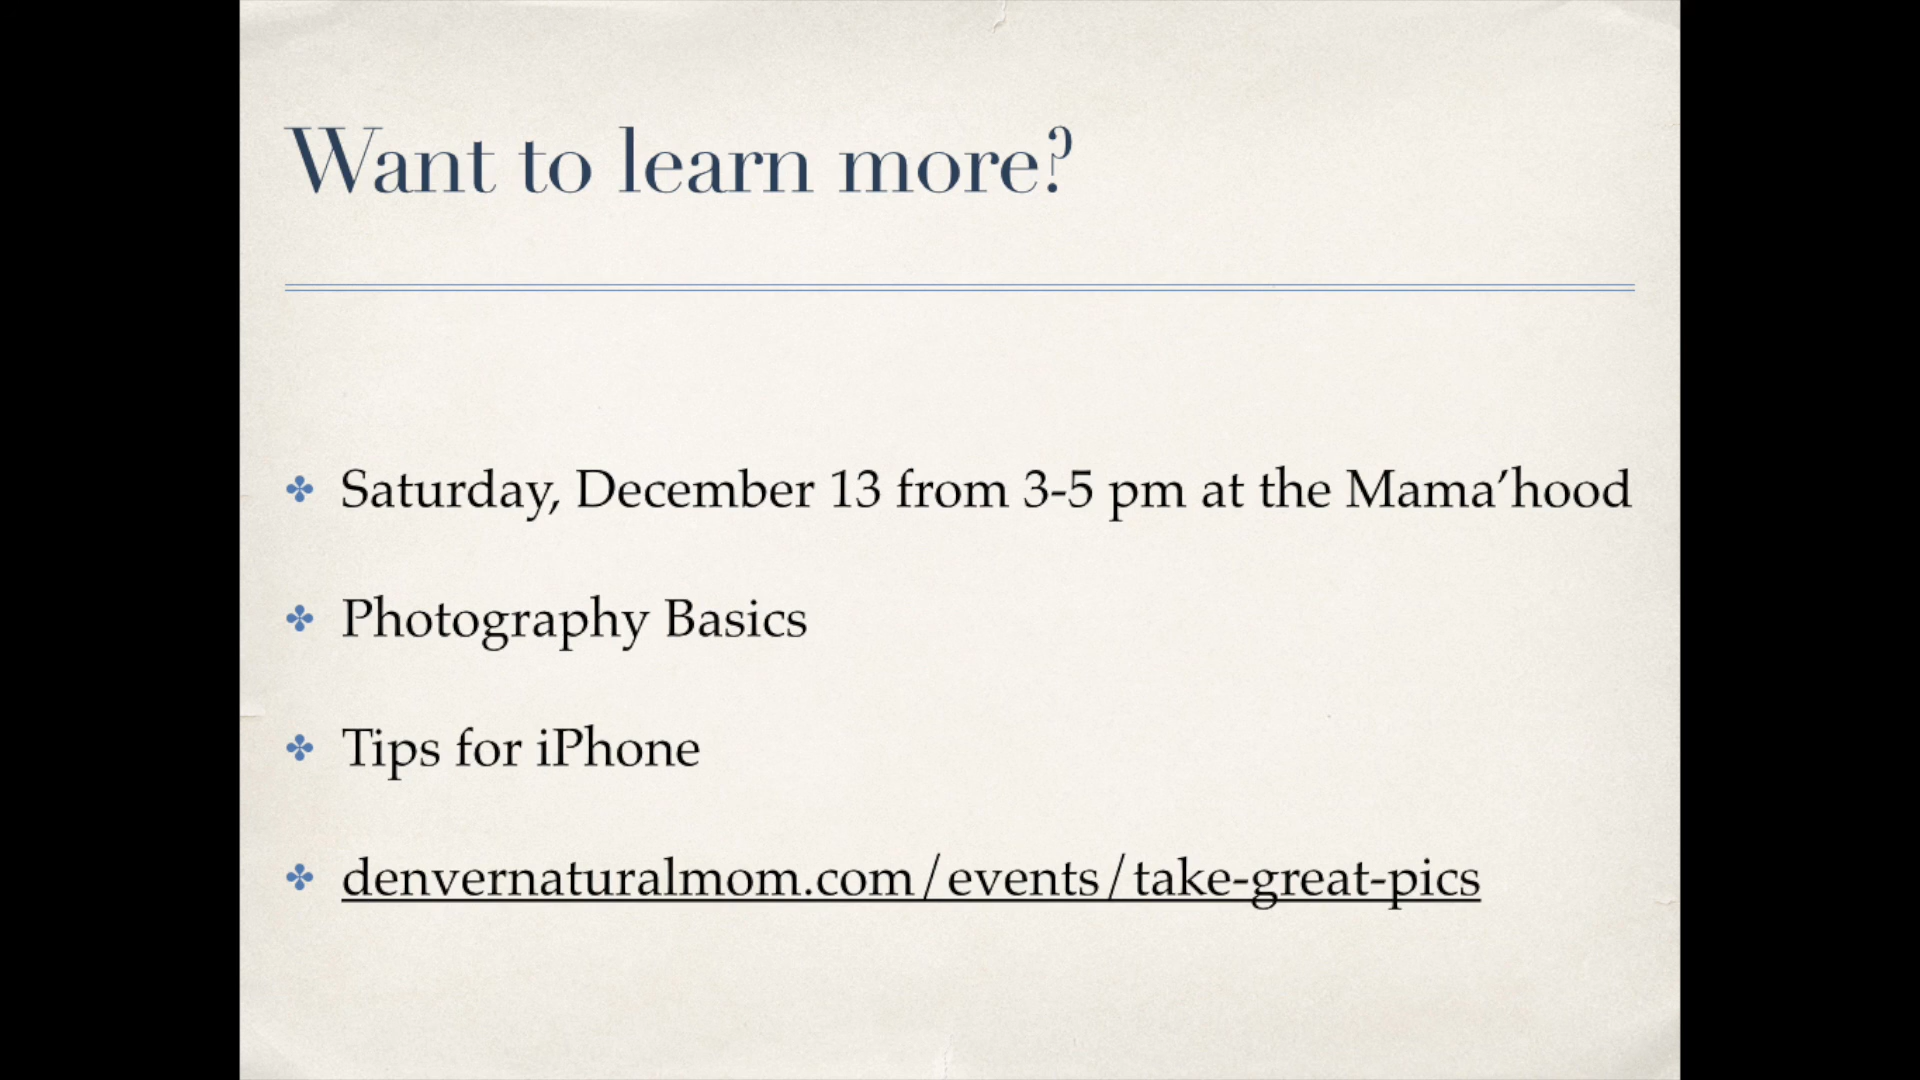 Want to learn more?
Saturday, December 13 from 3-5 pm at the Mama’hood
Photography Basics
Tips for iPhone
denvernaturalmom.com/events/take-great-pics